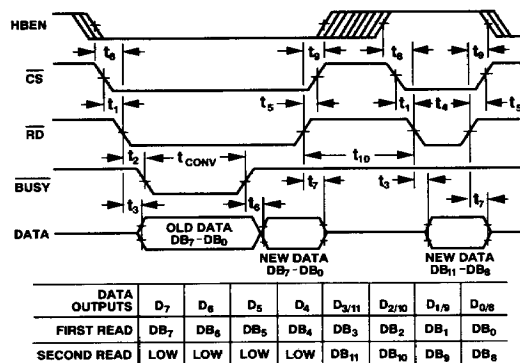 HBEN
t8 t9 t8 t9
CS
t1 t5 t1 t4 t5
RD
t2 tCONV t10
BUSY
t3 t6 t7 t3 t7
DATA
OLD DATA
DB7-DB0
NEW DATA
DB7-DB0
NEW DATA
DB11-DB8
DATA OUTPUTS D7 D6 D5 D4 D3/11 D2/10 D1/9 D0/8
FIRST READ DB7 DB6 DB5 DB4 DB3 DB2 DB1 DB0
SECOND READ LOW LOW LOW LOW DB11 DB10 DB9 DB8